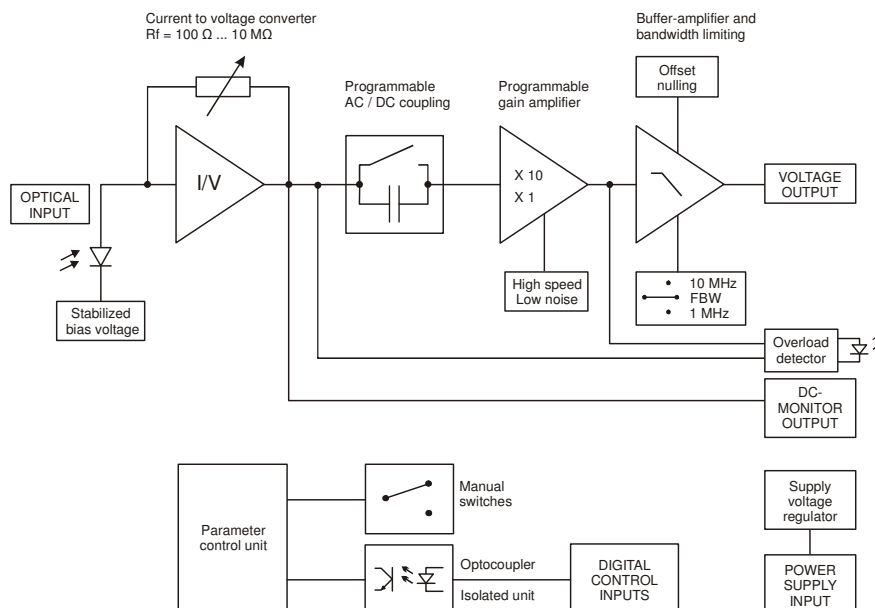 Current to voltage converter
Rf = 100 Ω ... 10 MΩ
Buffer-amplifier and
bandwidth limiting
Programmable
AC / DC coupling
Programmable
gain amplifier
Offset
nulling
I/V
X 10
X 1
OPTICAL
INPUT
VOLTAGE
OUTPUT
Stabilized
bias voltage
High speed
Low noise
10 MHz
FBW
1 MHz
Overload
detector
DC-
MONITOR
OUTPUT
Parameter
control unit
Manual
switches
Supply
voltage
regulator
Optocoupler
Isolated unit
DIGITAL
CONTROL
INPUTS
POWER
SUPPLY
INPUT